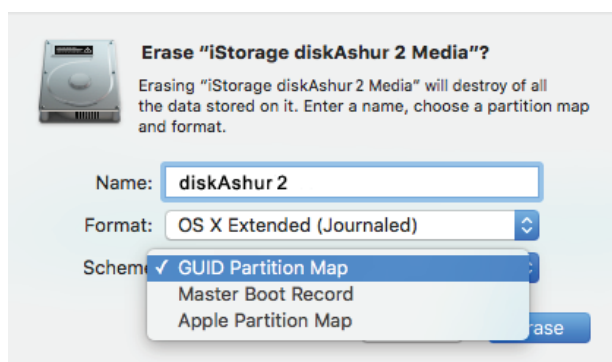 Erase “iStorage diskAshur 2 Media”?
Erasing “iStorage diskAshur 2 Media” will destroy of all
the data stored on it. Enter a name, choose a partition map
and format.
Name: diskAshur 2
Format: OS X Extended (Journaled)
Schem ✓ GUID Partition Map
Master Boot Record
Apple Partition Map
rase